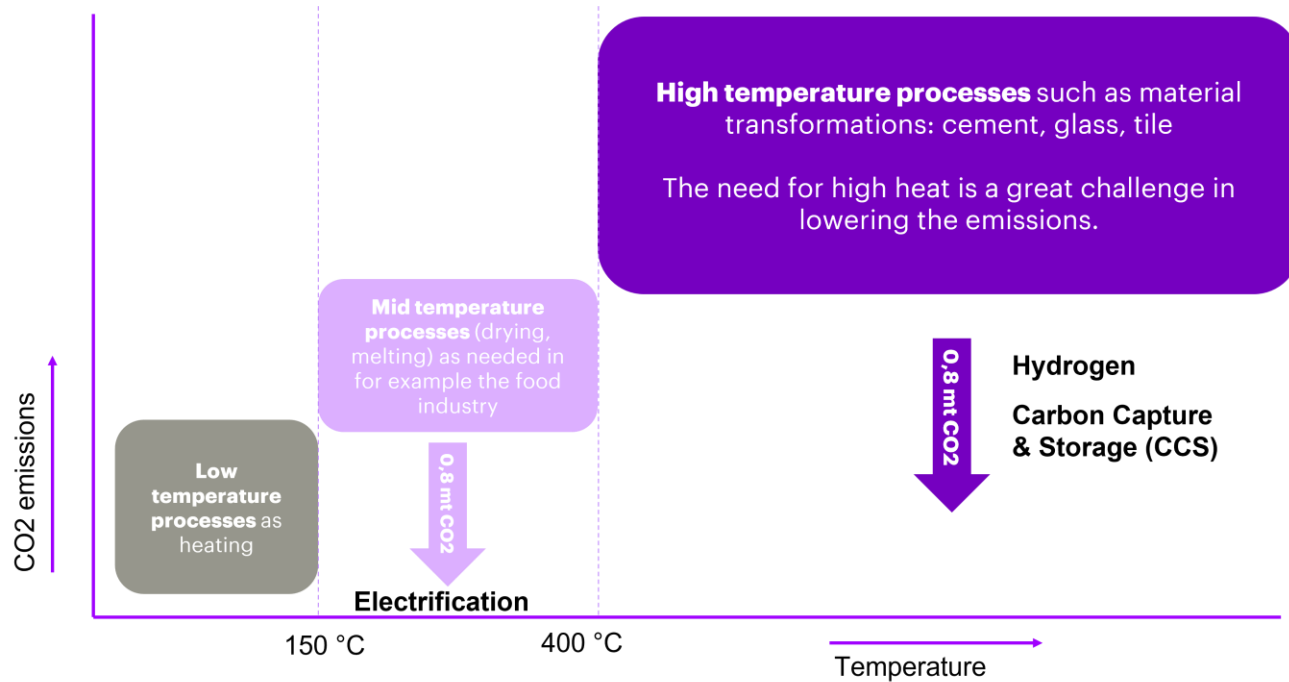 High temperature processes such as material
transformations: cement, glass, tile
The need for high heat is a great challenge in
lowering the emissions.
Mid temperature
processes (drying,
melting) as needed in
for example the food
industry
Low
temperature
processes as
heating
0,8 mt CO2
Electrification
0,8 mt CO2
Hydrogen
Carbon Capture
& Storage (CCS)
CO2 emissions
150 °C
400 °C
Temperature